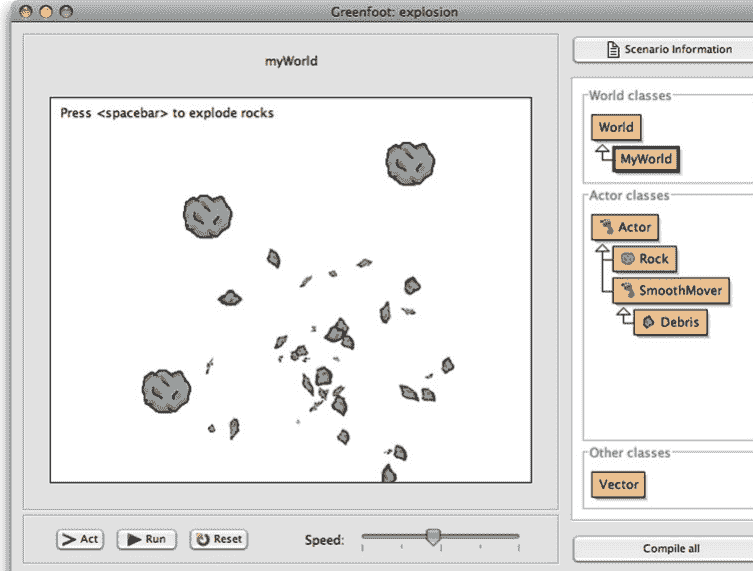 Greenfoot: explosion
myWorld
Scenario Information
Press <spacebar> to explode rocks
World classes
World
MyWorld
Actor classes
Actor
Rock
SmoothMover
Debris
Other classes
Vector
Act
Run
Reset
Speed:
Compile all